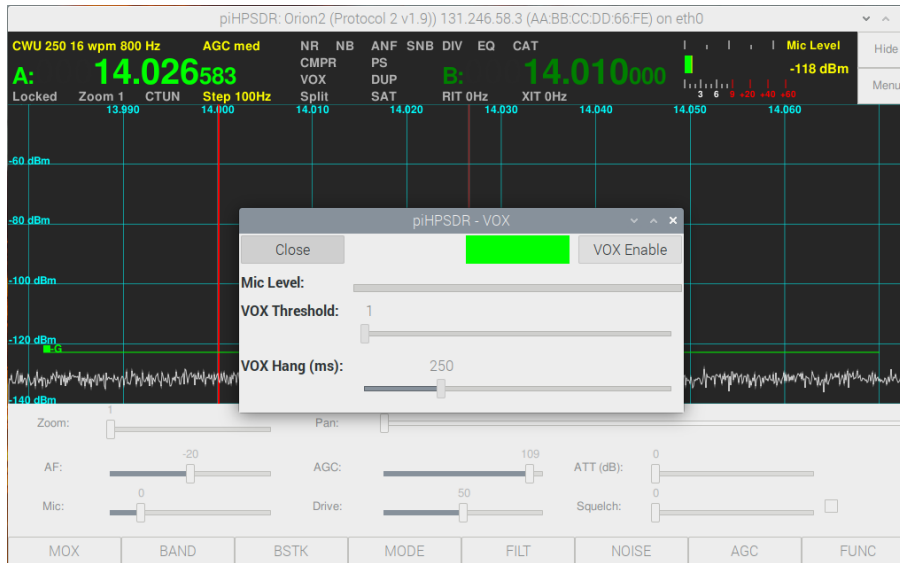 piHPSDR: Orion2 (Protocol 2 v1.9)) 131.246.58.3 (AA:BB:CC:DD:66:FE) on eth0
CWU 250 16 wpm 800 Hz AGC med NR NB ANF SNB DIV EQ CAT Mic Level Hide
CMPR PS
A: 14.026583 VOX DUP B: 14.010000 -118 dBm
Locked Zoom 1 CTUN Step 100Hz Split SAT RIT 0Hz XIT 0Hz 3 6 9 +20 +40 +60 Menu
13.990 14.000 14.010 14.020 14.030 14.040 14.050 14.060
-60 dBm
-80 dBm
piHPSDR - VOX
Close VOX Enable
-100 dBm
Mic Level:
VOX Threshold: 1
-120 dBm
-G
VOX Hang (ms): 250
-140 dBm
Zoom: 1 Pan:
AF: -20 AGC: 109 ATT (dB): 0
Mic: 0 Drive: 50 Squelch: 0
MOX BAND BSTK MODE FILT NOISE AGC FUNC